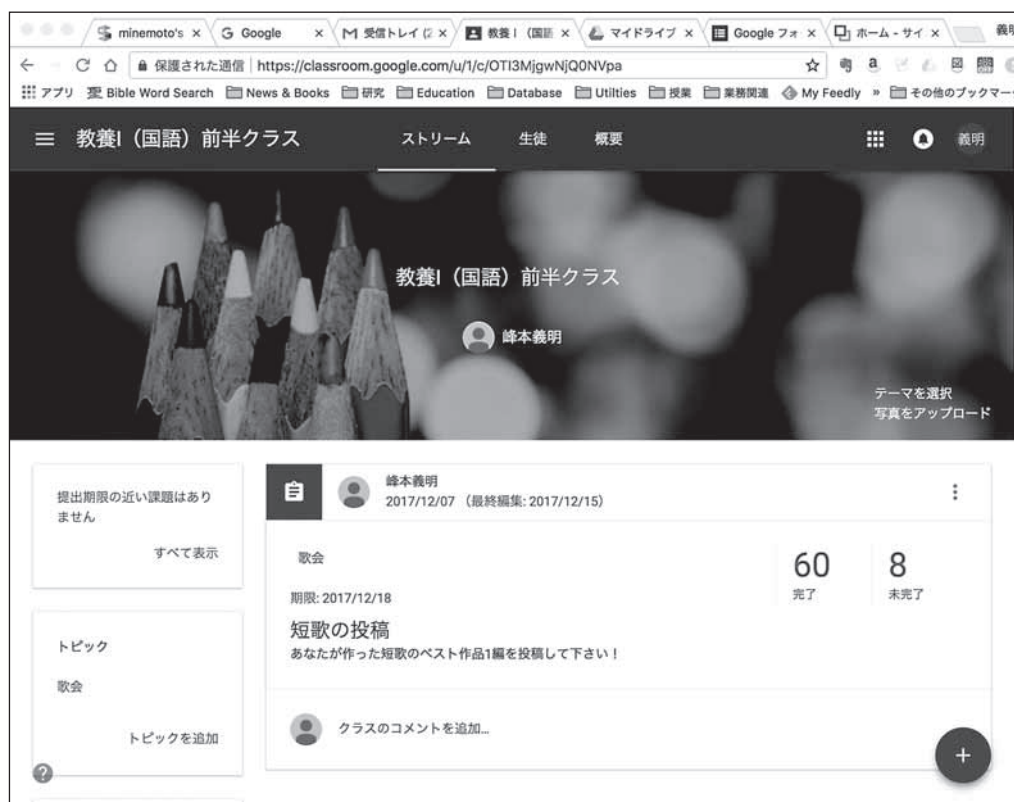 minemoto's ×
Google ×
受信トレイ (2 ×
教養 I (国語 ×
マイドライブ ×
Google フォ ×
ホーム - サイ ×
義明
保護された通信 | https://classroom.google.com/u/1/c/OTI3MjgwNjQ0NVpa
アプリ Bible Word Search News & Books 研究 Education Database Utilties 授業 業務関連 My Feedly » その他のブックマー
教養I（国語）前半クラス ストリーム 生徒 概要 義明
教養I（国語）前半クラス
峰本義明
テーマを選択
写真をアップロード
提出期限の近い課題はあり
ません
すべて表示
トピック
歌会
トピックを追加
峰本義明
2017/12/07 （最終編集: 2017/12/15）
歌会
60 8
完了 未完了
期限: 2017/12/18
短歌の投稿
あなたが作った短歌のベスト作品1編を投稿して下さい！
クラスのコメントを追加...